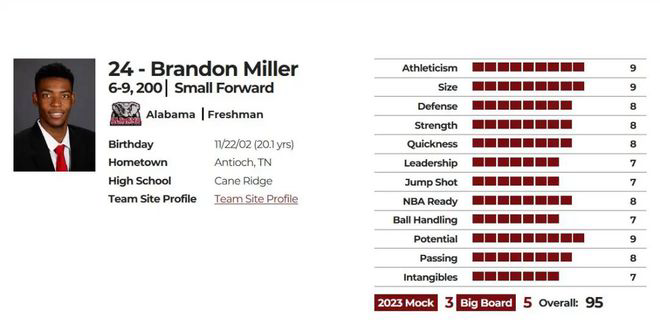 24 - Brandon Miller
6-9, 200 | Small Forward
ALABAMA
Alabama | Freshman
Birthday 11/22/02 (20.1 yrs)
Hometown Antioch, TN
High School Cane Ridge
Team Site Profile Team Site Profile
Athleticism 9
Size 9
Defense 8
Strength 8
Quickness 8
Leadership 7
Jump Shot 7
NBA Ready 8
Ball Handling 7
Potential 9
Passing 8
Intangibles 7
2023 Mock 3 Big Board 5 Overall: 95